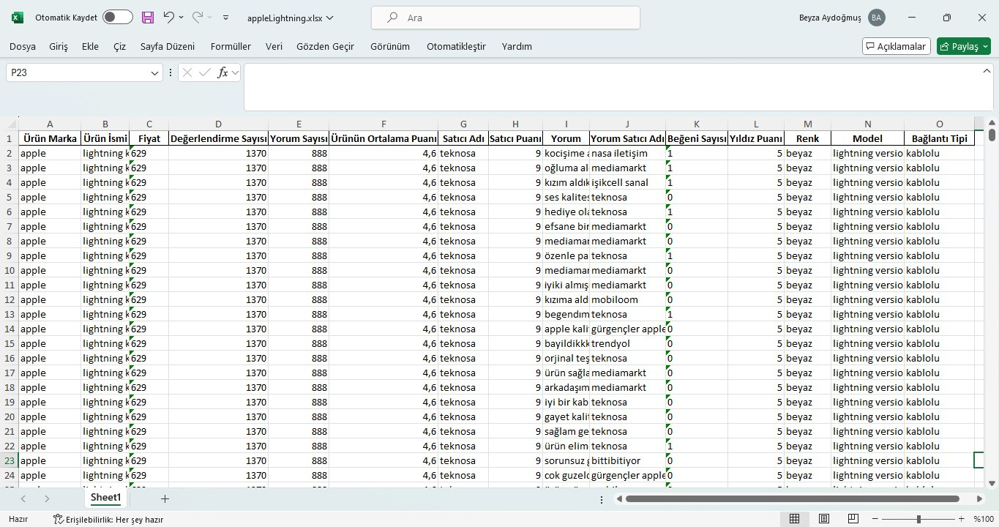 Otomatik Kaydet appleLightning.xlsx Ara Beyza Aydoğmuş BA
Dosya Giriş Ekle Çiz Sayfa Düzeni Formüller Veri Gözden Geçir Görünüm Otomatikleştir Yardım Açıklamalar Paylaş
P23 fx
A B C D E F G H I J K L M N O
1 Ürün Marka Ürün İsmi Fiyat Değerlendirme Sayısı Yorum Sayısı Ürünün Ortalama Puanı Satıcı Adı Satıcı Puanı Yorum Yorum Satıcı Adı Beğeni Sayısı Yıldız Puanı Renk Model Bağlantı Tipi
2 apple lightning k 629 1370 888 4,6 teknosa 9 kocişime a nasa iletişim 1 5 beyaz lightning versio kablolu
3 apple lightning k 629 1370 888 4,6 teknosa 9 oğluma al mediamarkt 1 5 beyaz lightning versio kablolu
4 apple lightning k 629 1370 888 4,6 teknosa 9 kızım aldık işikcell sanal 1 5 beyaz lightning versio kablolu
5 apple lightning k 629 1370 888 4,6 teknosa 9 ses kalites teknosa 0 5 beyaz lightning versio kablolu
6 apple lightning k 629 1370 888 4,6 teknosa 9 hediye ola teknosa 1 5 beyaz lightning versio kablolu
7 apple lightning k 629 1370 888 4,6 teknosa 9 efsane bir mediamarkt 0 5 beyaz lightning versio kablolu
8 apple lightning k 629 1370 888 4,6 teknosa 9 mediamar mediamarkt 0 5 beyaz lightning versio kablolu
9 apple lightning k 629 1370 888 4,6 teknosa 9 özenle pa teknosa 1 5 beyaz lightning versio kablolu
10 apple lightning k 629 1370 888 4,6 teknosa 9 mediamar mediamarkt 0 5 beyaz lightning versio kablolu
11 apple lightning k 629 1370 888 4,6 teknosa 9 iyiki almış mediamarkt 0 5 beyaz lightning versio kablolu
12 apple lightning k 629 1370 888 4,6 teknosa 9 kızıma ald mobiloom 0 5 beyaz lightning versio kablolu
13 apple lightning k 629 1370 888 4,6 teknosa 9 begendim teknosa 1 5 beyaz lightning versio kablolu
14 apple lightning k 629 1370 888 4,6 teknosa 9 apple kali gürgençler apple 0 5 beyaz lightning versio kablolu
15 apple lightning k 629 1370 888 4,6 teknosa 9 bayildikkk trendyol 0 5 beyaz lightning versio kablolu
16 apple lightning k 629 1370 888 4,6 teknosa 9 orjinal teş teknosa 0 5 beyaz lightning versio kablolu
17 apple lightning k 629 1370 888 4,6 teknosa 9 ürün sağla mediamarkt 0 5 beyaz lightning versio kablolu
18 apple lightning k 629 1370 888 4,6 teknosa 9 arkadaşım mediamarkt 0 5 beyaz lightning versio kablolu
19 apple lightning k 629 1370 888 4,6 teknosa 9 iyi bir kab teknosa 0 5 beyaz lightning versio kablolu
20 apple lightning k 629 1370 888 4,6 teknosa 9 gayet kalit teknosa 0 5 beyaz lightning versio kablolu
21 apple lightning k 629 1370 888 4,6 teknosa 9 sağlam ge teknosa 0 5 beyaz lightning versio kablolu
22 apple lightning k 629 1370 888 4,6 teknosa 9 ürün elim teknosa 1 5 beyaz lightning versio kablolu
23 apple lightning k 629 1370 888 4,6 teknosa 9 sorunsuz g bittibitiyor 0 5 beyaz lightning versio kablolu
24 apple lightning k 629 1370 888 4,6 teknosa 9 cok guzelo gürgençler apple 0 5 beyaz lightning versio kablolu
Sheet1
Hazır Erişilebilirlik: Her şey hazır %100